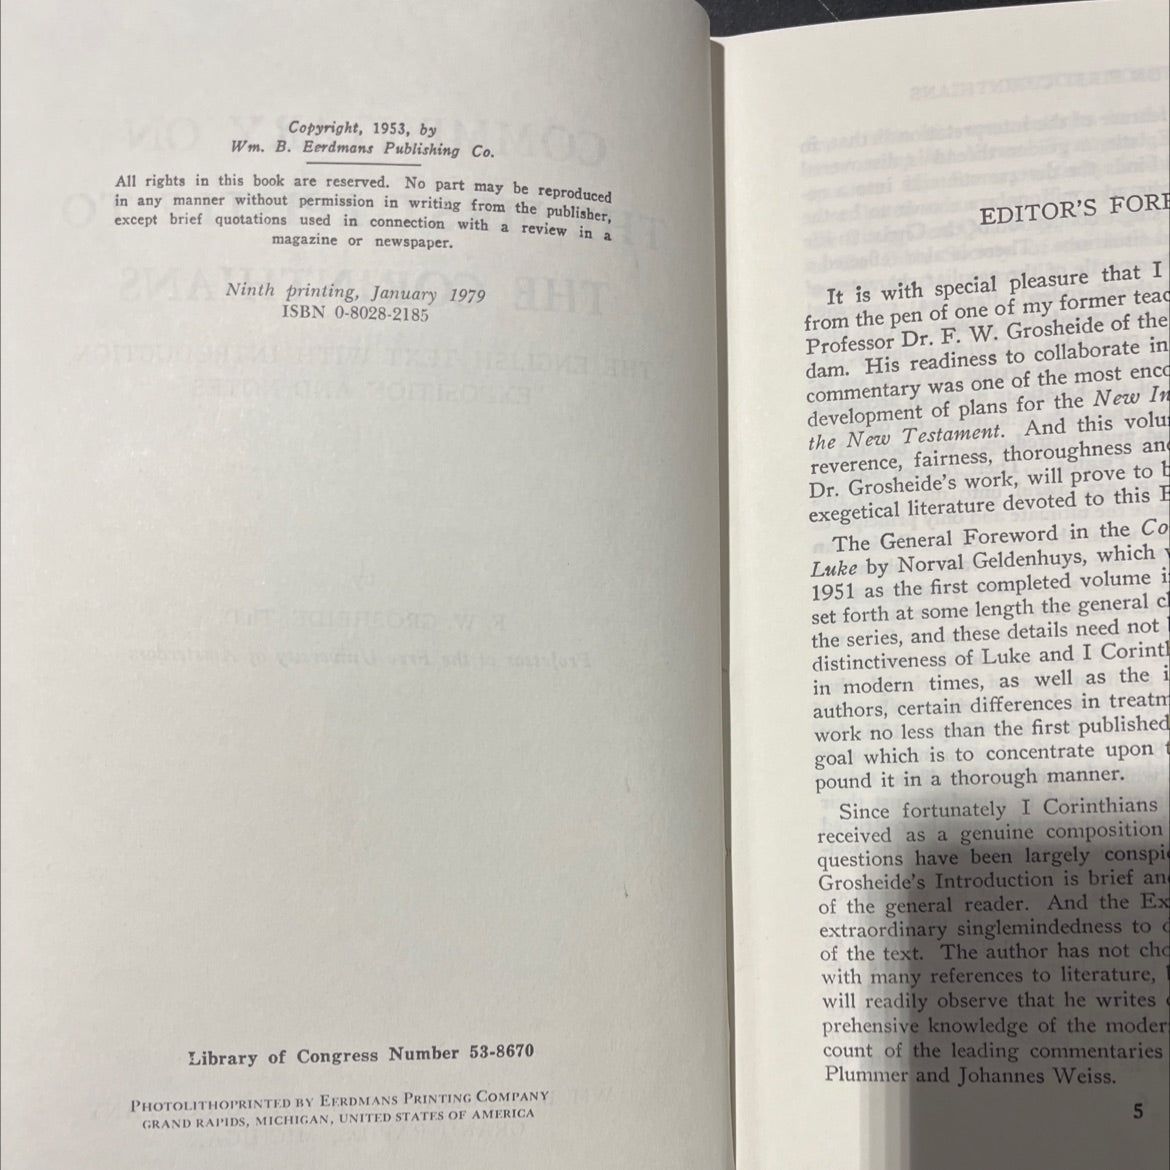 Copyright, 1953, by
Wm. B. Eerdmans Publishing Co.
All rights in this book are reserved. No part may be reproduced
in any manner without permission in writing from the publisher,
except brief quotations used in connection with a review in a
magazine or newspaper.
Ninth printing, January 1979
ISBN 0-8028-2185
Library of Congress Number 53-8670
PHOTOLITHOPRINTED BY EERDMANS PRINTING COMPANY
GRAND RAPIDS, MICHIGAN, UNITED STATES OF AMERICA
EDITOR'S FORE
It is with special pleasure that I
from the pen of one of my former teac
Professor Dr. F. W. Grosheide of the
dam. His readiness to collaborate in
commentary was one of the most enco
development of plans for the New In
the New Testament. And this volu
reverence, fairness, thoroughness and
Dr. Grosheide's work, will prove to b
exegetical literature devoted to this E
The General Foreword in the Co
Luke by Norval Geldenhuys, which
1951 as the first completed volume i
set forth at some length the general cl
the series, and these details need not
distinctiveness of Luke and I Corint
in modern times, as well as the i
authors, certain differences in treatm
work no less than the first published
goal which is to concentrate upon t
pound it in a thorough manner.
Since fortunately I Corinthians
received as a genuine composition
questions have been largely conspi
Grosheide's Introduction is brief an
of the general reader. And the Ex
extraordinary singlemindedness to
of the text. The author has not cho
with many references to literature,
will readily observe that he writes
prehensive knowledge of the moder
count of the leading commentaries
Plummer and Johannes Weiss.
5